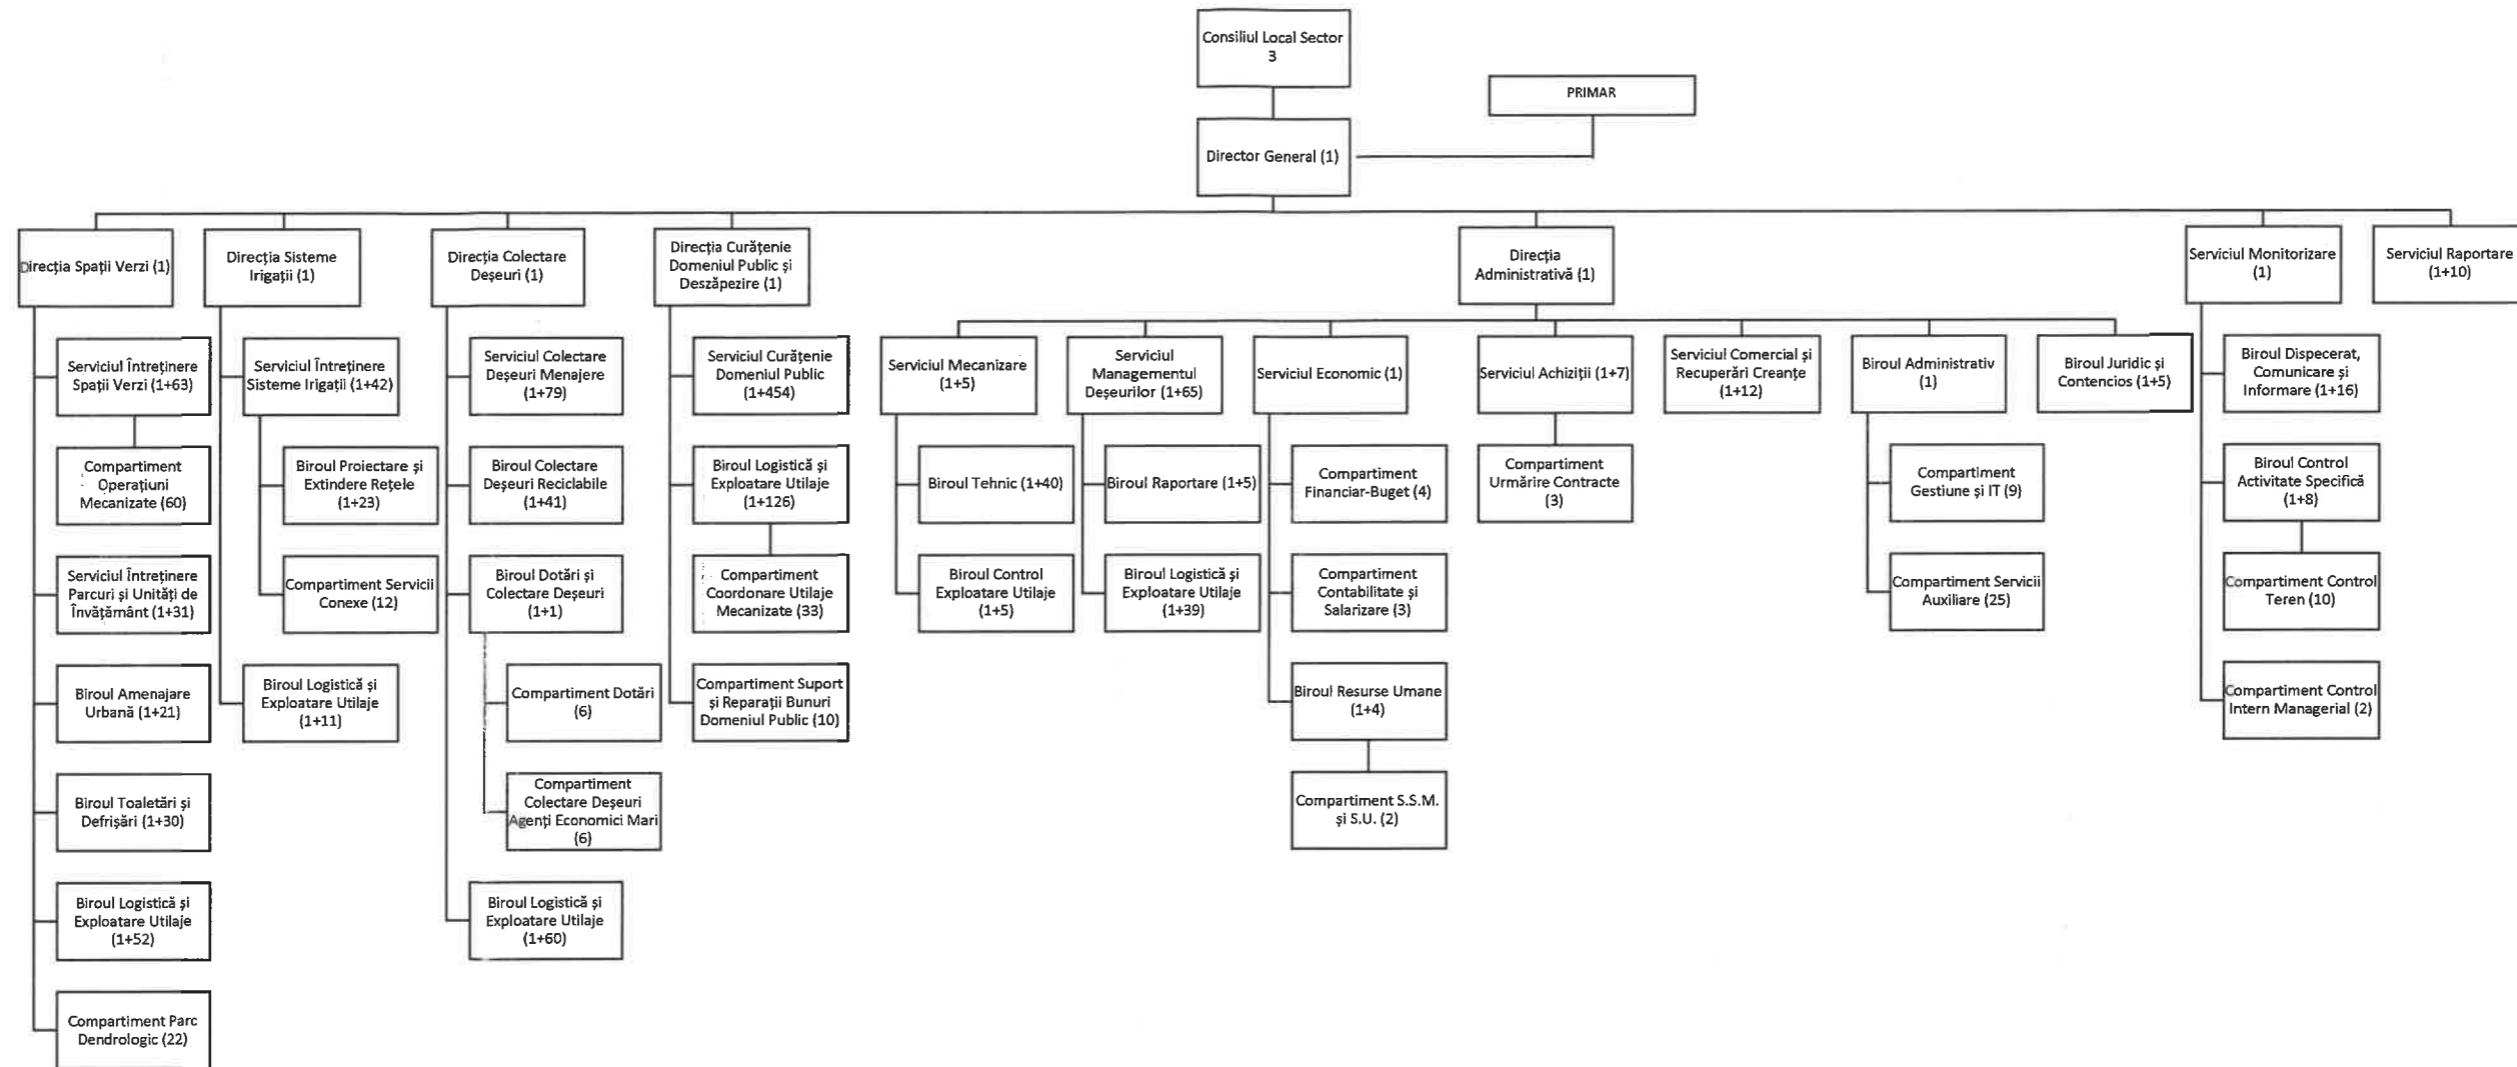 Consiliul Local Sector
3
PRIMAR
Director General (1)
Direcția Spații Verzi (1)
Direcția Sisteme
Irigații (1)
Direcția Colectare
Deșeuri (1)
Direcția Curățenie
Domeniul Public și
Deszăpezire (1)
Direcția
Administrativă (1)
Serviciul Monitorizare
(1)
Serviciul Raportare
(1+10)
Serviciul Întreținere
Spații Verzi (1+63)
Compartiment
Operațiuni
Mecanizate (60)
Serviciul Întreținere
Parcuri și Unități de
Învățământ (1+31)
Biroul Amenajare
Urbană (1+21)
Biroul Toaletări și
Defrișări (1+30)
Biroul Logistică și
Exploatare Utilaje
(1+52)
Compartiment Parc
Dendrologic (22)
Serviciul Întreținere
Sisteme Irigații (1+42)
Biroul Proiectare și
Extindere Rețele
(1+23)
Compartiment Servicii
Conexe (12)
Biroul Logistică și
Exploatare Utilaje
(1+11)
Serviciul Colectare
Deșeuri Menajere
(1+79)
Biroul Colectare
Deșeuri Reciclabile
(1+41)
Biroul Dotări și
Colectare Deșeuri
(1+1)
Compartiment Dotări
(6)
Compartiment
Colectare Deșeuri
Agenți Economici Mari
(6)
Biroul Logistică și
Exploatare Utilaje
(1+60)
Serviciul Curățenie
Domeniul Public
(1+454)
Biroul Logistică și
Exploatare Utilaje
(1+126)
Compartiment
Coordonare Utilaje
Mecanizate (33)
Compartiment Suport
și Reparații Bunuri
Domeniul Public (10)
Serviciul Mecanizare
(1+5)
Biroul Tehnic (1+40)
Biroul Control
Exploatare Utilaje
(1+5)
Serviciul
Managementul
Deșeurilor (1+65)
Biroul Raportare (1+5)
Biroul Logistică și
Exploatare Utilaje
(1+39)
Serviciul Economic (1)
Compartiment
Financiar-Buget (4)
Compartiment
Contabilitate și
Salarizare (3)
Biroul Resurse Umane
(1+4)
Compartiment S.S.M.
și S.U. (2)
Serviciul Achiziții (1+7)
Compartiment
Urmărire Contracte
(3)
Serviciul Comercial și
Recuperări Creanțe
(1+12)
Biroul Administrativ
(1)
Compartiment
Gestiune și IT (9)
Compartiment Servicii
Auxiliare (25)
Biroul Juridic și
Contencios (1+5)
Biroul Dispecerat,
Comunicare și
Informare (1+16)
Biroul Control
Activitate Specifică
(1+8)
Compartiment Control
Teren (10)
Compartiment Control
Intern Managerial (2)